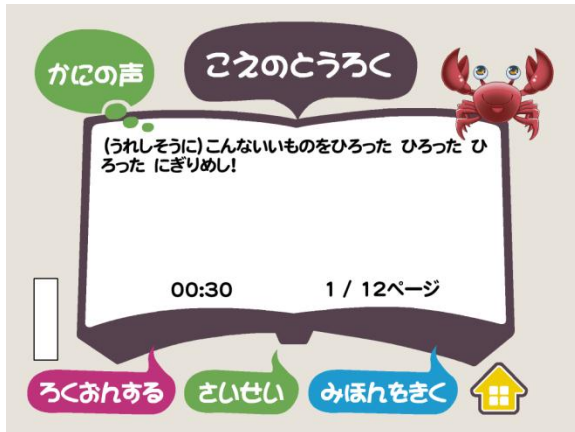 かにの声
こえのとうろく
(うれしそうに)こんないいものをひろった ひろった ひ
ろった にぎりめし!
00:30
1 / 12ページ
ろくおんする
さいせい
みほんをきく